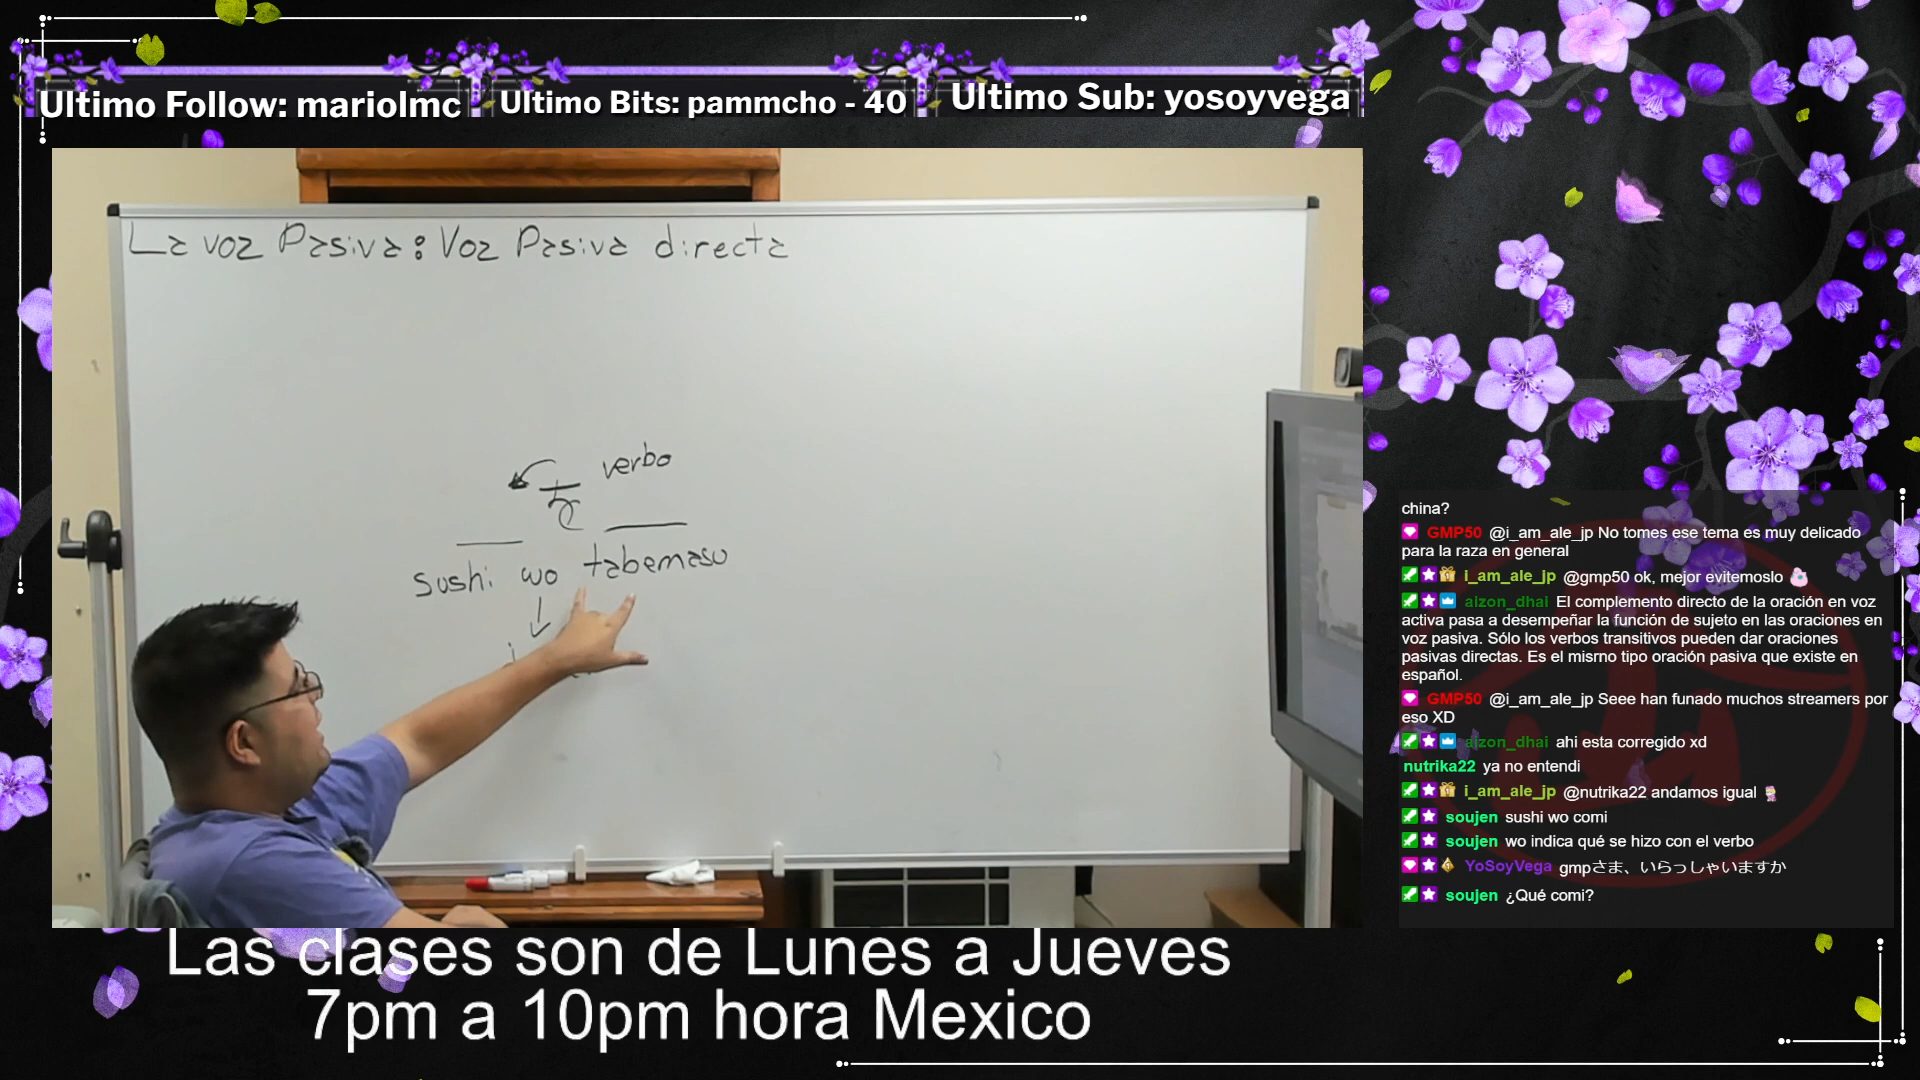 Ultimo Follow: mariolmc
Ultimo Bits: pammcho - 40
Ultimo Sub: yosoyvega
La voz Pasiva: Voz Pasiva directa
verbo
を
sushi wo tabemasu
china?
GMP50 @i_am_ale_jp No tomes ese tema es muy delicado
para la raza en general
i_am_ale_jp @gmp50 ok, mejor evitemoslo
aizon_dhai El complemento directo de la oración en voz
activa pasa a desempeñar la función de sujeto en las oraciones en
voz pasiva. Sólo los verbos transitivos pueden dar oraciones
pasivas directas. Es el misrno tipo oración pasiva que existe en
español.
GMP50 @i_am_ale_jp Seee han funado muchos streamers por
eso XD
aizon_dhai ahi esta corregido xd
nutrika22 ya no entendi
i_am_ale_jp @nutrika22 andamos igual
soujen sushi wo comi
soujen wo indica qué se hizo con el verbo
YoSoyVega gmpさま、いらっしゃいますか
soujen ¿Qué comi?
Las clases son de Lunes a Jueves
7pm a 10pm hora Mexico